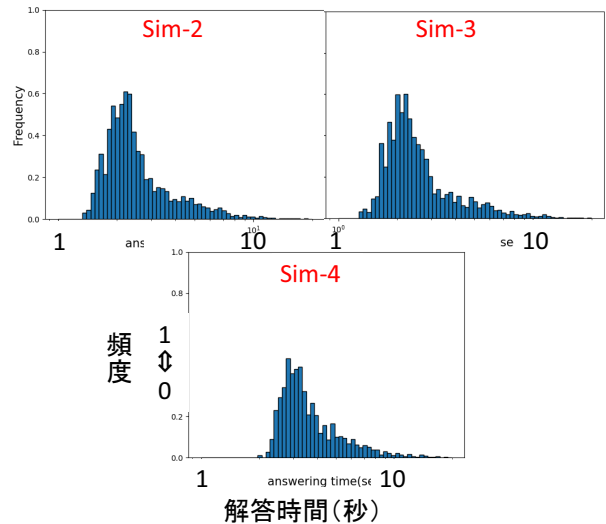 Sim-2
1.0
0.8
0.6
0.4
0.2
0.0
Frequency
1
ans
10
10¹
Sim-3
1
10⁰
se
10
Sim-4
1.0
0.8
0.2
0.0
頻度
1
⇕
0
1
answering time(se
10
解答時間(秒)